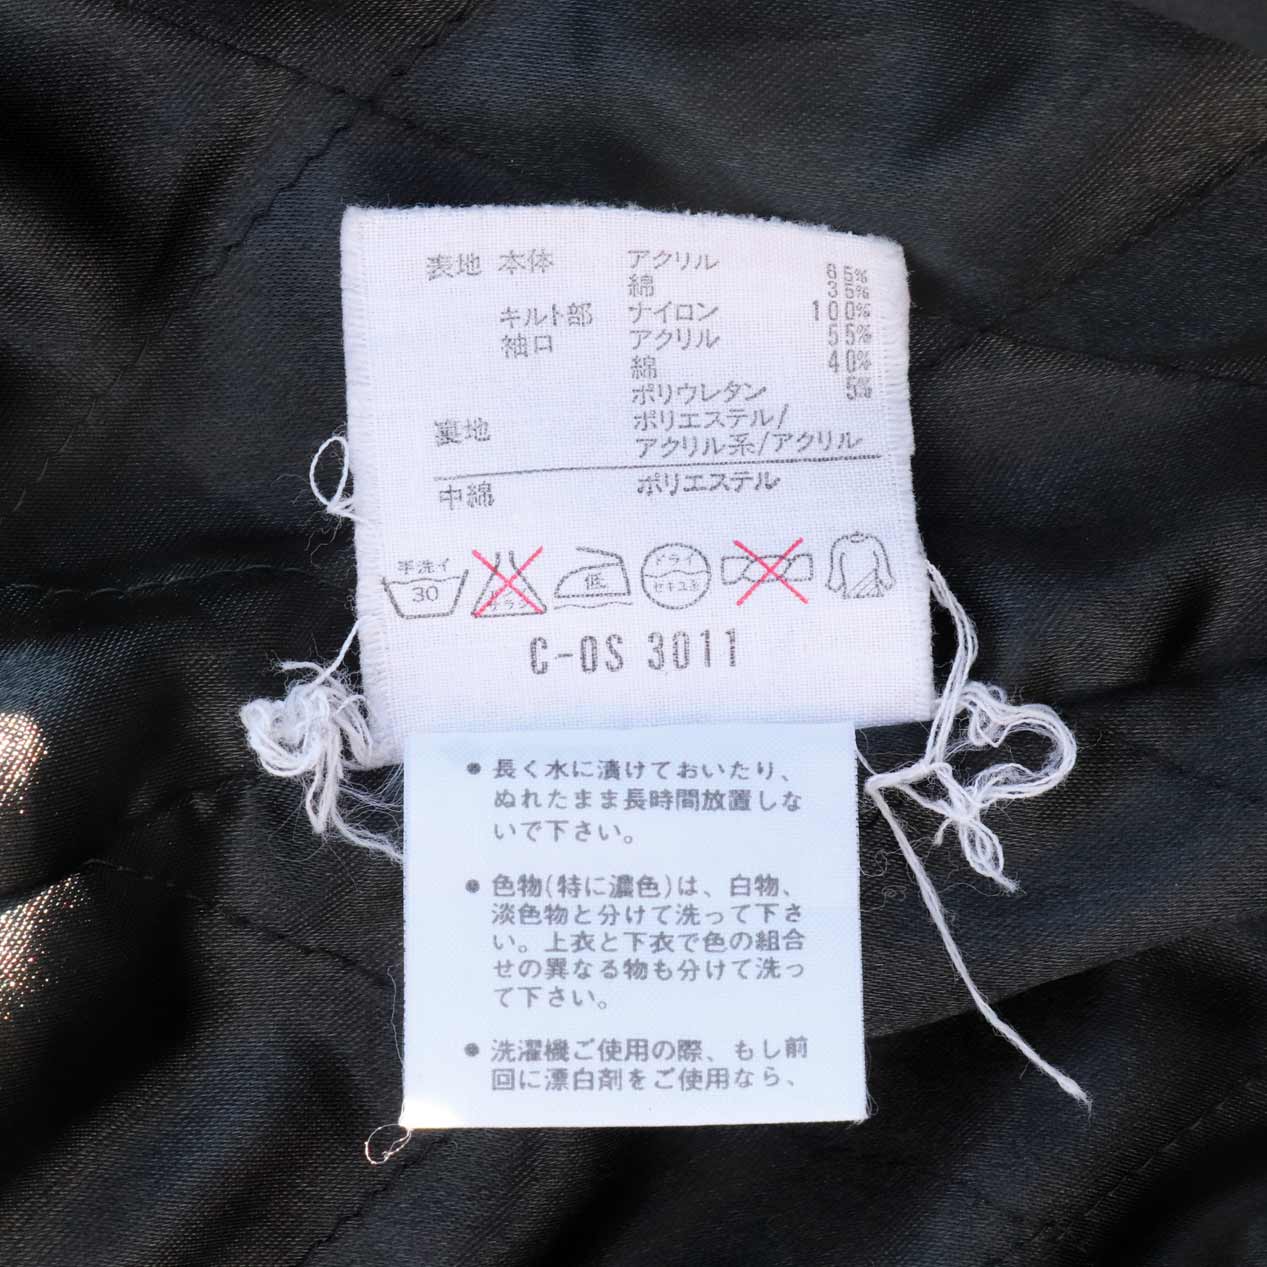 表地 本体 アクリル 65%
綿 35%
キルト部 ナイロン 100%
袖口 アクリル 55%
綿 40%
ポリウレタン 5%
裏地 ポリエステル/
アクリル系/アクリル
中綿 ポリエステル
手洗イ 30
エンソ サラシ
低
ドライ セキユ系
C-OS 3011
● 長く水に漬けておいたり、
ぬれたまま長時間放置しな
いで下さい。
● 色物(特に濃色)は、白物、
淡色物と分けて洗って下さ
い。上衣と下衣で色の組合
せの異なる物も分けて洗っ
て下さい。
● 洗濯機ご使用の際、もし前
回に漂白剤をご使用なら、